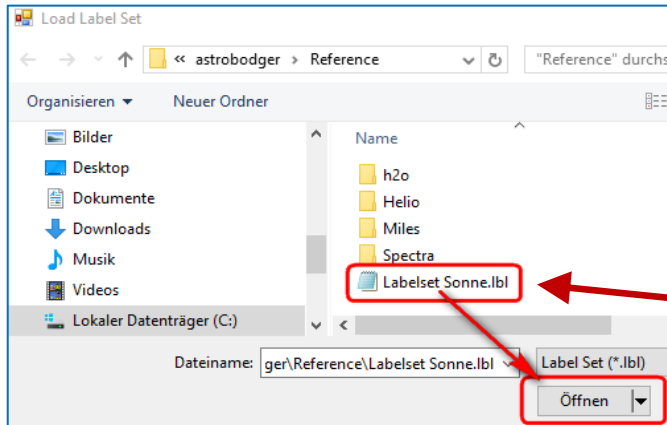 Load Label Set
« astrobodger › Reference
"Reference" durchs
Organisieren
Neuer Ordner
Bilder
Desktop
Dokumente
Downloads
Musik
Videos
Lokaler Datenträger (C:)
Name
h2o
Helio
Miles
Spectra
Labelset Sonne.lbl
Dateiname:
ger\Reference\Labelset Sonne.lbl
Label Set (*.lbl)
Öffnen